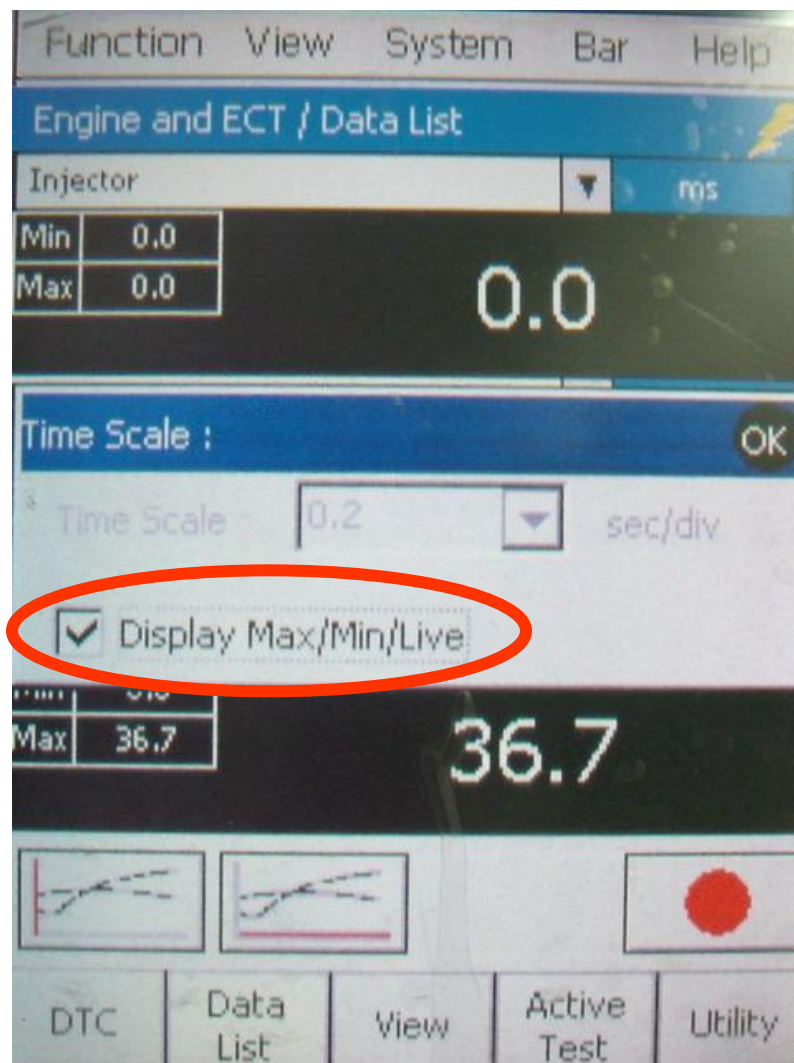 Function View System Bar Help
Engine and ECT / Data List
Injector ms
Min 0.0
Max 0.0
0.0
Time Scale : OK
Time Scale 0.2 sec/div
Display Max/Min/Live
Max 36.7
36.7
DTC Data List View Active Test Utility